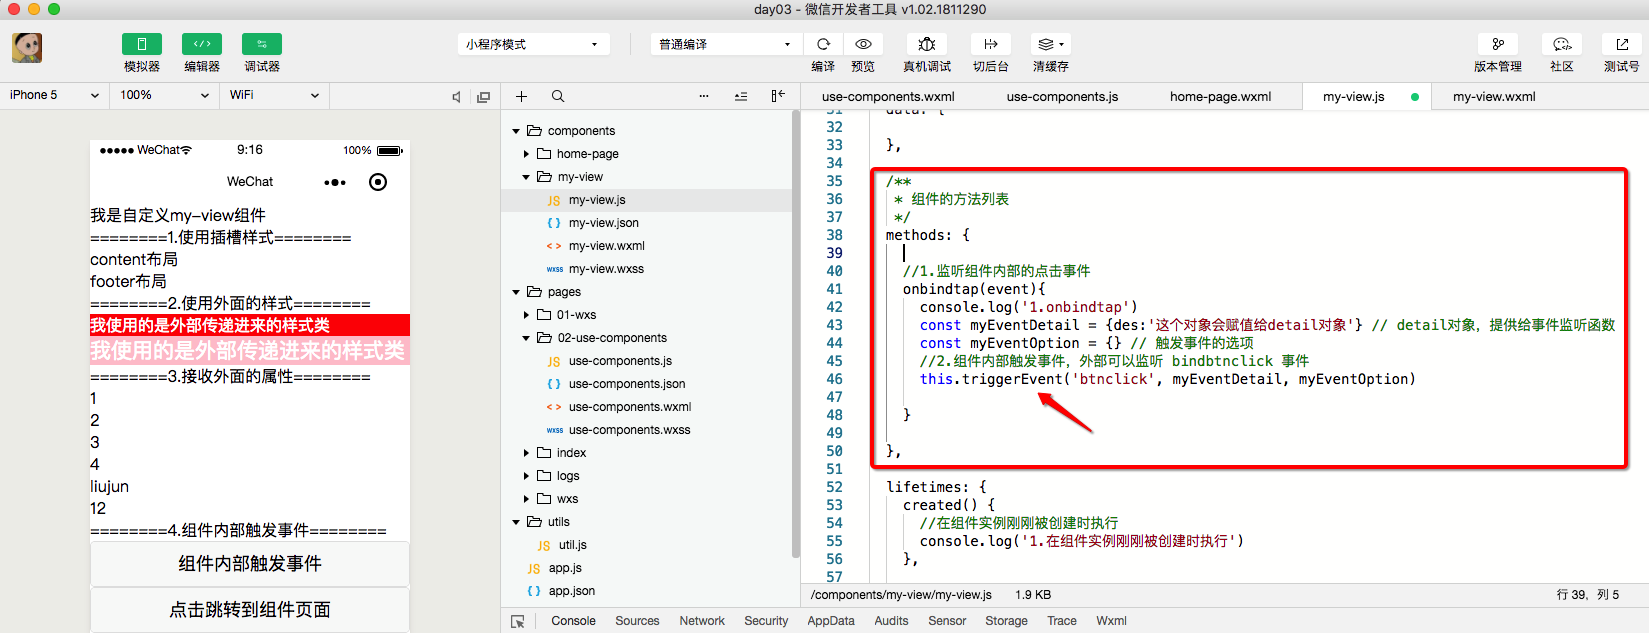 day03 - 微信开发者工具 v1.02.1811290
模拟器 编辑器 调试器 小程序模式 普通编译 编译 预览 真机调试 切后台 清缓存 版本管理 社区 测试号
iPhone 5 100% WiFi
WeChat 9:16 100%
WeChat
我是自定义my-view组件
========1.使用插槽样式========
content布局
footer布局
========2.使用外面的样式========
我使用的是外部传递进来的样式类
我使用的是外部传递进来的样式类
========3.接收外面的属性========
1
2
3
4
liujun
12
========4.组件内部触发事件========
组件内部触发事件
点击跳转到组件页面
components
home-page
my-view
JS my-view.js
{ } my-view.json
<> my-view.wxml
wxss my-view.wxss
pages
01-wxs
02-use-components
JS use-components.js
{ } use-components.json
<> use-components.wxml
wxss use-components.wxss
index
logs
wxs
utils
JS util.js
JS app.js
{ } app.json
use-components.wxml use-components.js home-page.wxml my-view.js my-view.wxml
31 data: {
32
33 },
34
35 /**
36 * 组件的方法列表
37 */
38 methods: {
39
40 //1.监听组件内部的点击事件
41 onbindtap(event){
42 console.log('1.onbindtap')
43 const myEventDetail = {des:'这个对象会赋值给detail对象'} // detail对象，提供给事件监听函数
44 const myEventOption = {} // 触发事件的选项
45 //2.组件内部触发事件，外部可以监听 bindbtnclick 事件
46 this.triggerEvent('btnclick', myEventDetail, myEventOption)
47
48 }
49
50 },
51
52 lifetimes: {
53 created() {
54 //在组件实例刚刚被创建时执行
55 console.log('1.在组件实例刚刚被创建时执行')
56 },
57
/components/my-view/my-view.js 1.9 KB 行 39，列 5
Console Sources Network Security AppData Audits Sensor Storage Trace Wxml